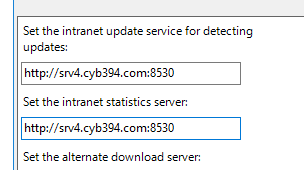 Set the intranet update service for detecting
updates:
http://srv4.cyb394.com:8530
Set the intranet statistics server:
http://srv4.cyb394.com:8530
Set the alternate download server: